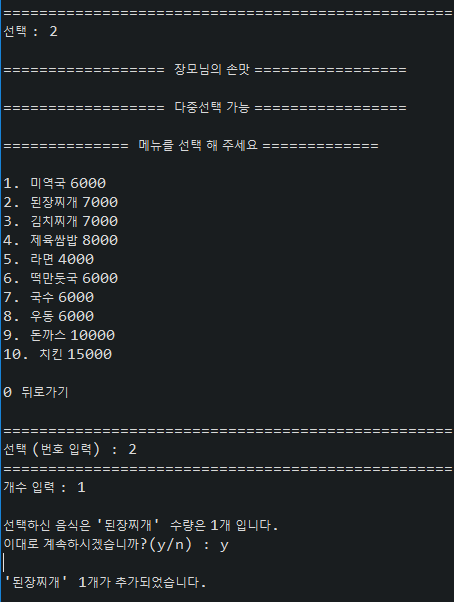 ==================================================
선택 : 2
================== 장모님의 손맛 =================
================== 다중선택 가능 =================
============== 메뉴를 선택 해 주세요 =============
1. 미역국 6000
2. 된장찌개 7000
3. 김치찌개 7000
4. 제육쌈밥 8000
5. 라면 4000
6. 떡만둣국 6000
7. 국수 6000
8. 우동 6000
9. 돈까스 10000
10. 치킨 15000
0 뒤로가기
==================================================
선택 (번호 입력) : 2
==================================================
개수 입력 : 1
선택하신 음식은 '된장찌개' 수량은 1개 입니다.
이대로 계속하시겠습니까?(y/n) : y
'된장찌개' 1개가 추가되었습니다.